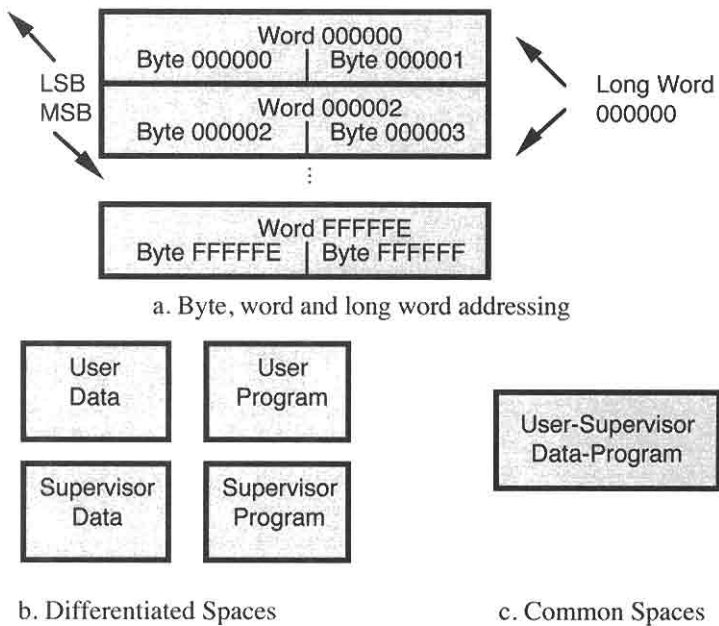 Word 000000
Byte 000000 Byte 000001
LSB
MSB
Word 000002
Byte 000002 Byte 000003
Long Word
000000
⋮
Word FFFFFE
Byte FFFFFE Byte FFFFFF
a. Byte, word and long word addressing
User
Data
User
Program
Supervisor
Data
Supervisor
Program
User-Supervisor
Data-Program
b. Differentiated Spaces
c. Common Spaces